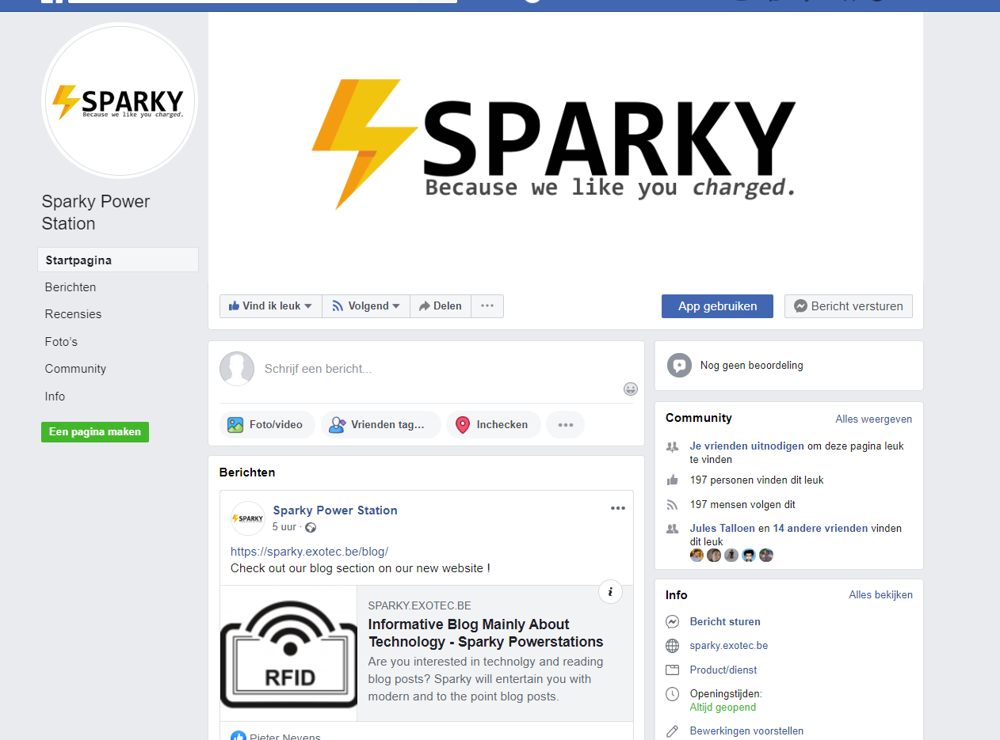 SPARKY
Because we like you charged.
Sparky Power
Station
Startpagina
Berichten
Recensies
Foto's
Community
Info
Een pagina maken
SPARKY
Because we like you charged.
Vind ik leuk
Volgend
Delen
App gebruiken
Bericht versturen
Schrijf een bericht...
Foto/video
Vrienden tag...
Inchecken
Berichten
SPARKY
Sparky Power Station
5 uur ·
https://sparky.exotec.be/blog/
Check out our blog section on our new website !
RFID
i
SPARKY.EXOTEC.BE
Informative Blog Mainly About
Technology - Sparky Powerstations
Are you interested in technolgy and reading
blog posts? Sparky will entertain you with
modern and to the point blog posts.
Pieter Nevens
Nog geen beoordeling
Community
Alles weergeven
Je vrienden uitnodigen om deze pagina leuk
te vinden
197 personen vinden dit leuk
197 mensen volgen dit
Jules Talloen en 14 andere vrienden vinden
dit leuk
Info
Alles bekijken
Bericht sturen
sparky.exotec.be
Product/dienst
Openingstijden:
Altijd geopend
Bewerkingen voorstellen